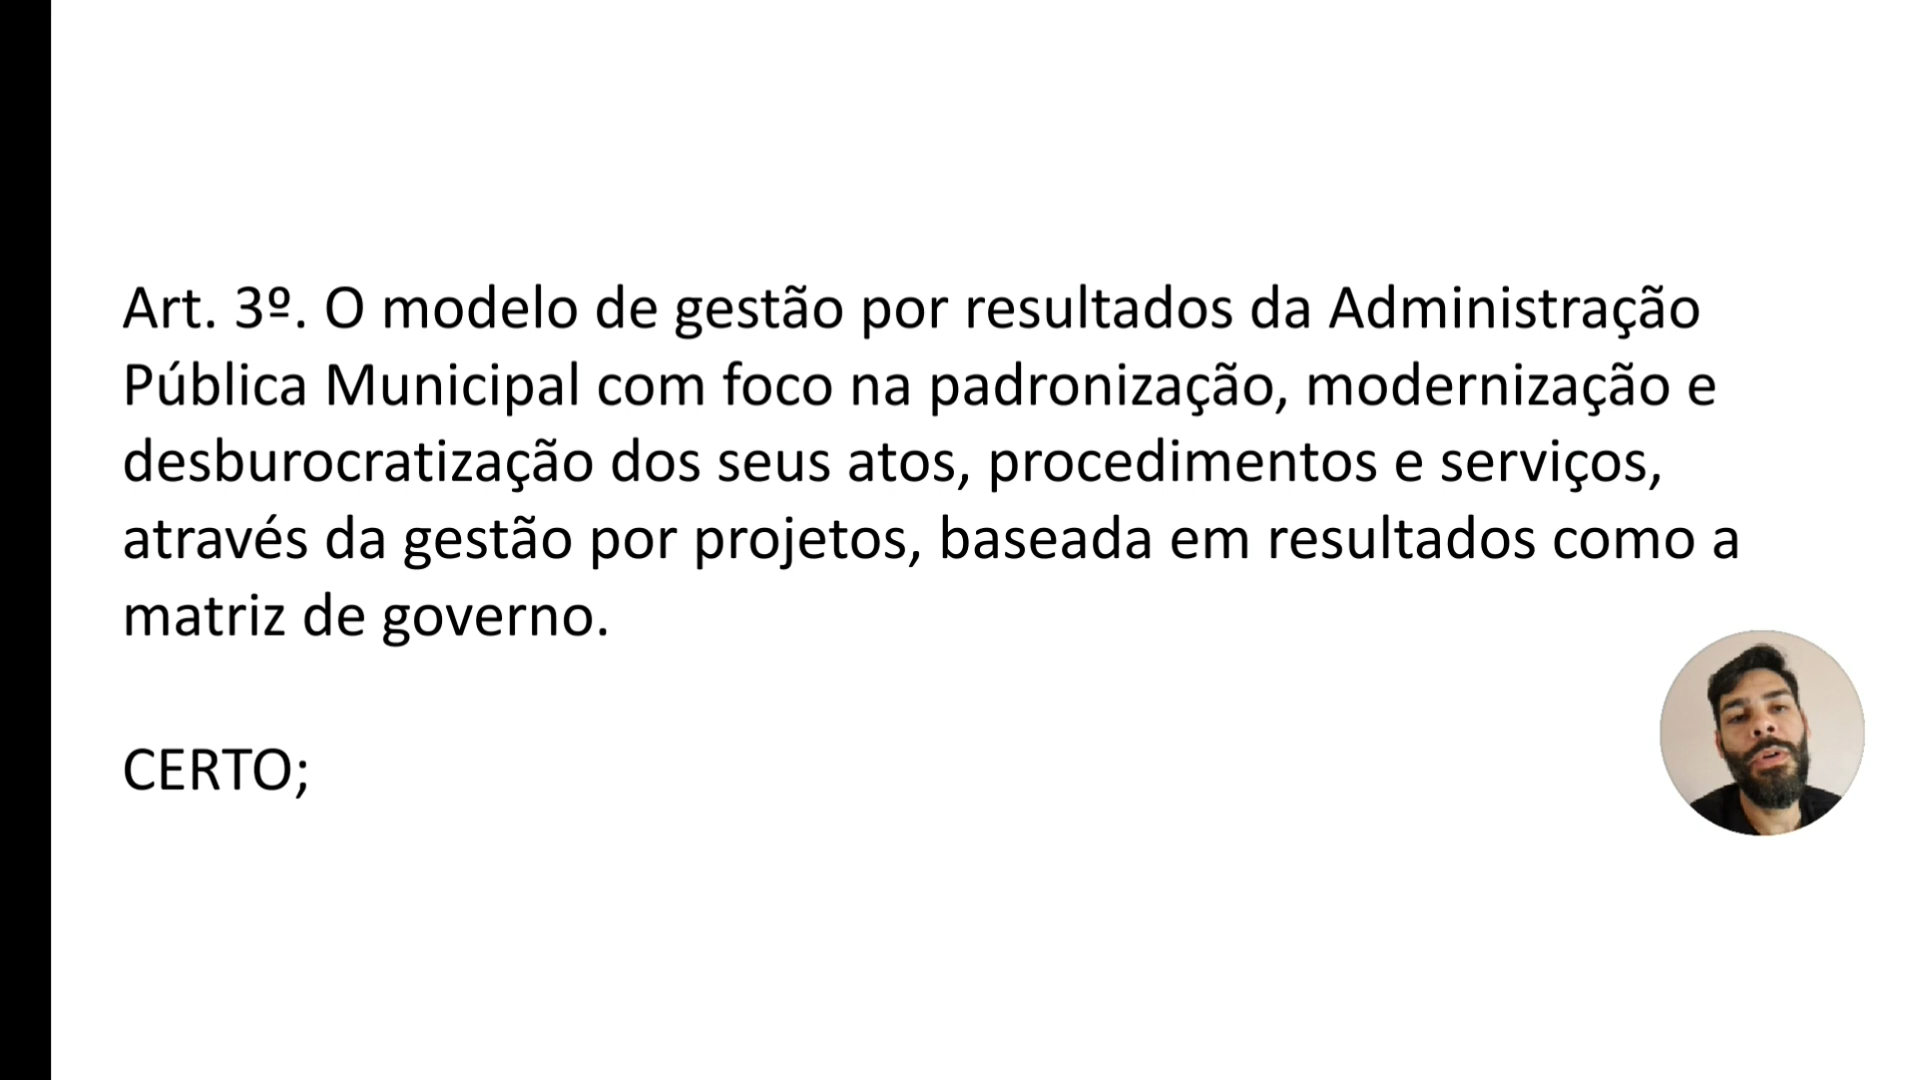 Art. 3º. O modelo de gestão por resultados da Administração
Pública Municipal com foco na padronização, modernização e
desburocratização dos seus atos, procedimentos e serviços,
através da gestão por projetos, baseada em resultados como a
matriz de governo.
CERTO;